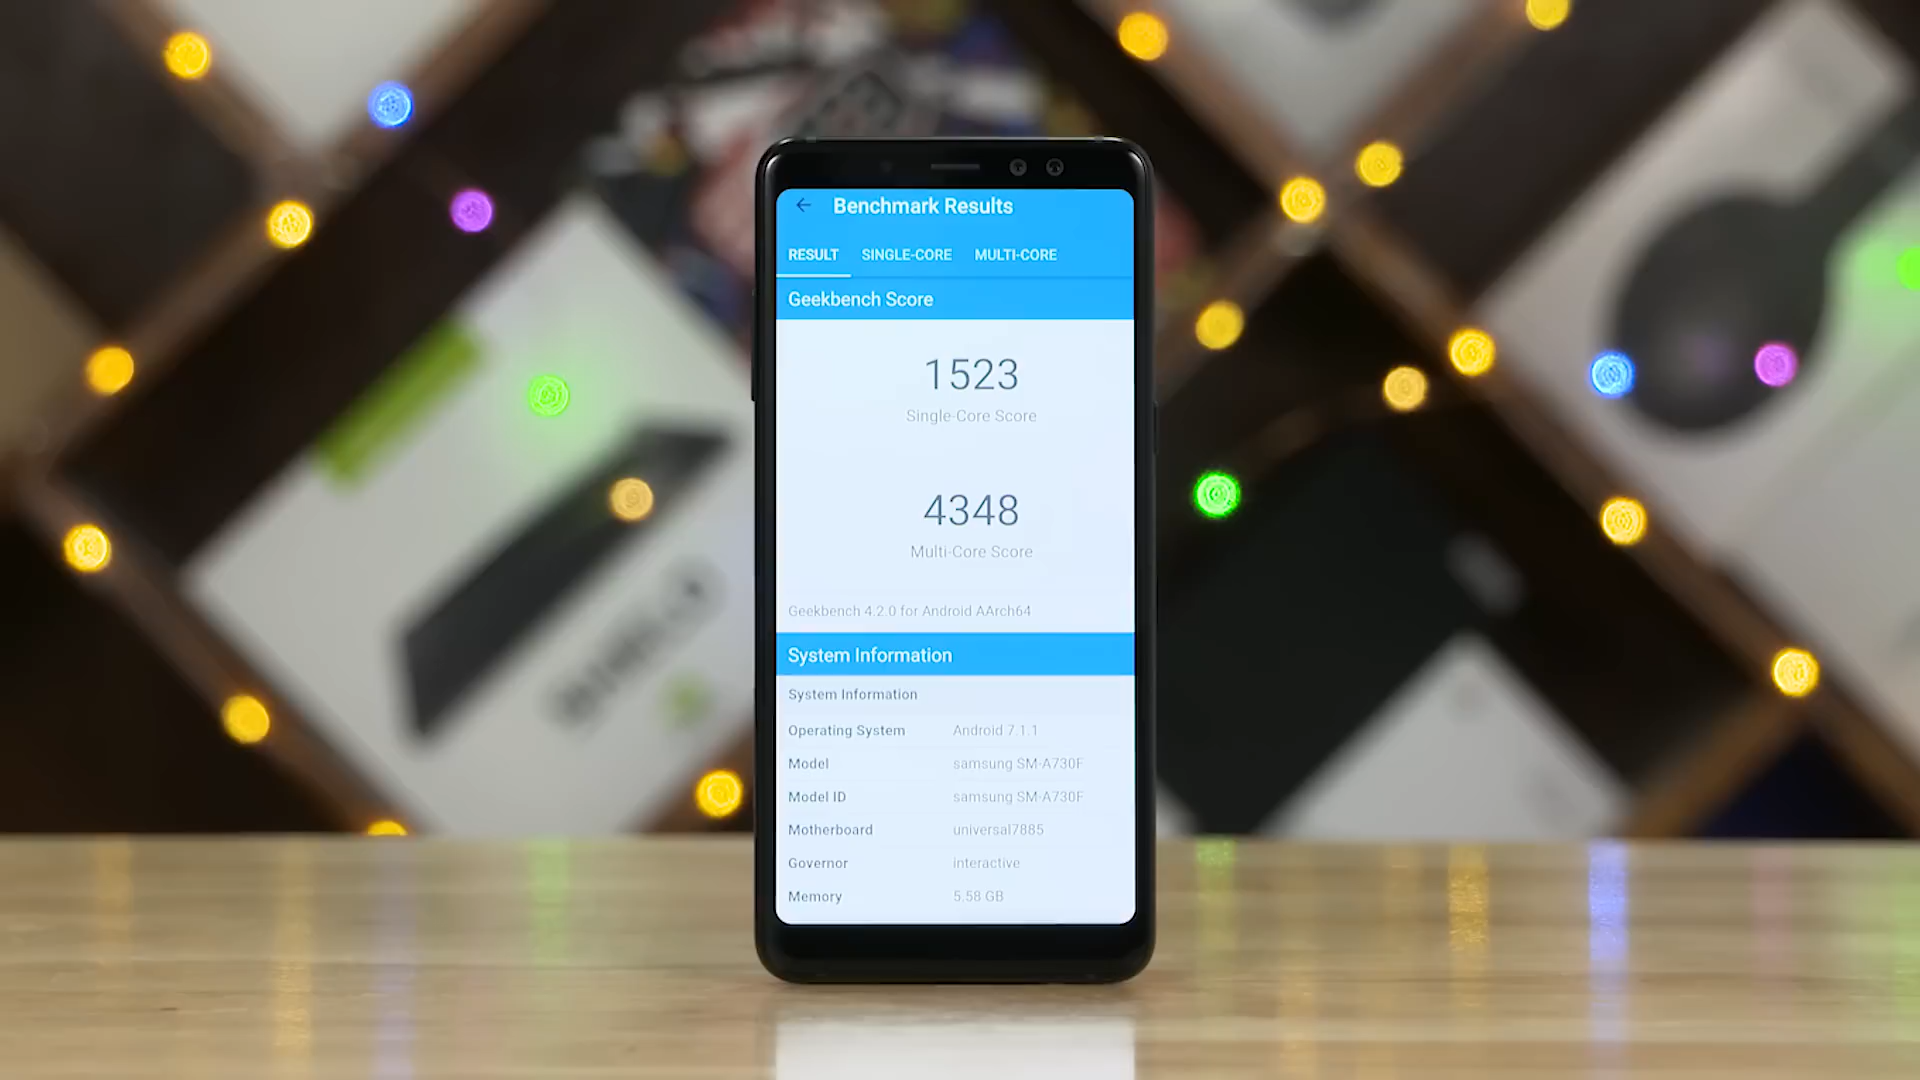 Benchmark Results
RESULT SINGLE-CORE MULTI-CORE
Geekbench Score
1523
Single-Core Score
4348
Multi-Core Score
Geekbench 4.2.0 for Android AArch64
System Information
System Information
Operating System Android 7.1.1
Model samsung SM-A730F
Model ID samsung SM-A730F
Motherboard universal7885
Governor interactive
Memory 5.58 GB